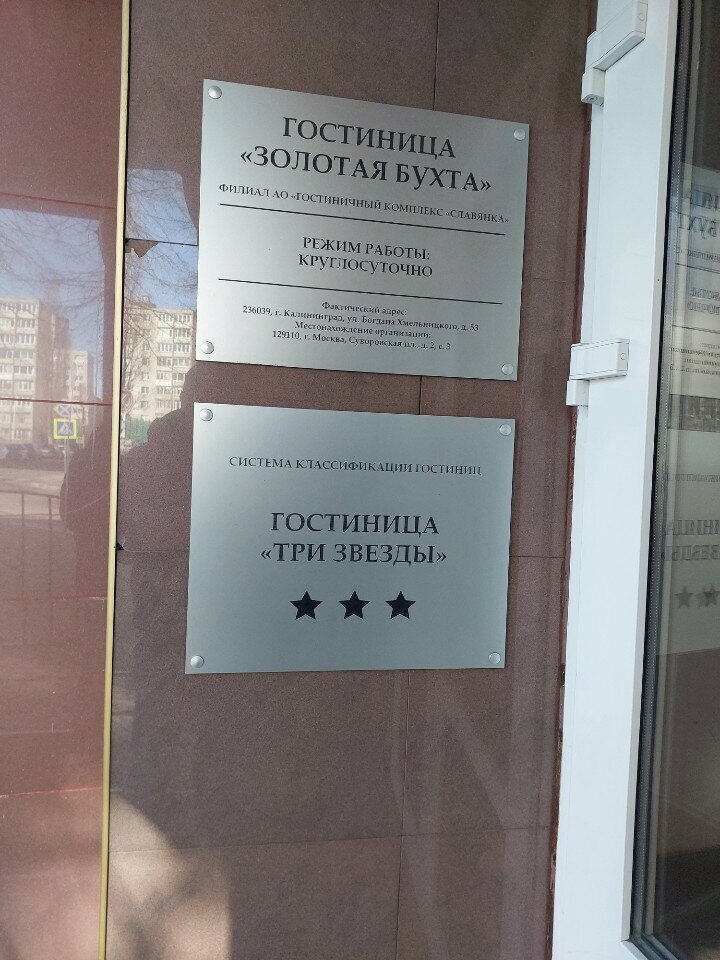 ГОСТИНИЦА
«ЗОЛОТАЯ БУХТА»
ФИЛИАЛ АО «ГОСТИНИЧНЫЙ КОМПЛЕКС «СЛАВЯНКА»
РЕЖИМ РАБОТЫ:
КРУГЛОСУТОЧНО
Фактический адрес:
236039, г. Калининград, ул. Богдана Хмельницкого, д. 53
Местонахождение организации:
129110, г. Москва, Суворовская пл., д. 2, с. 3
СИСТЕМА КЛАССИФИКАЦИИ ГОСТИНИЦ
ГОСТИНИЦА
«ТРИ ЗВЕЗДЫ»